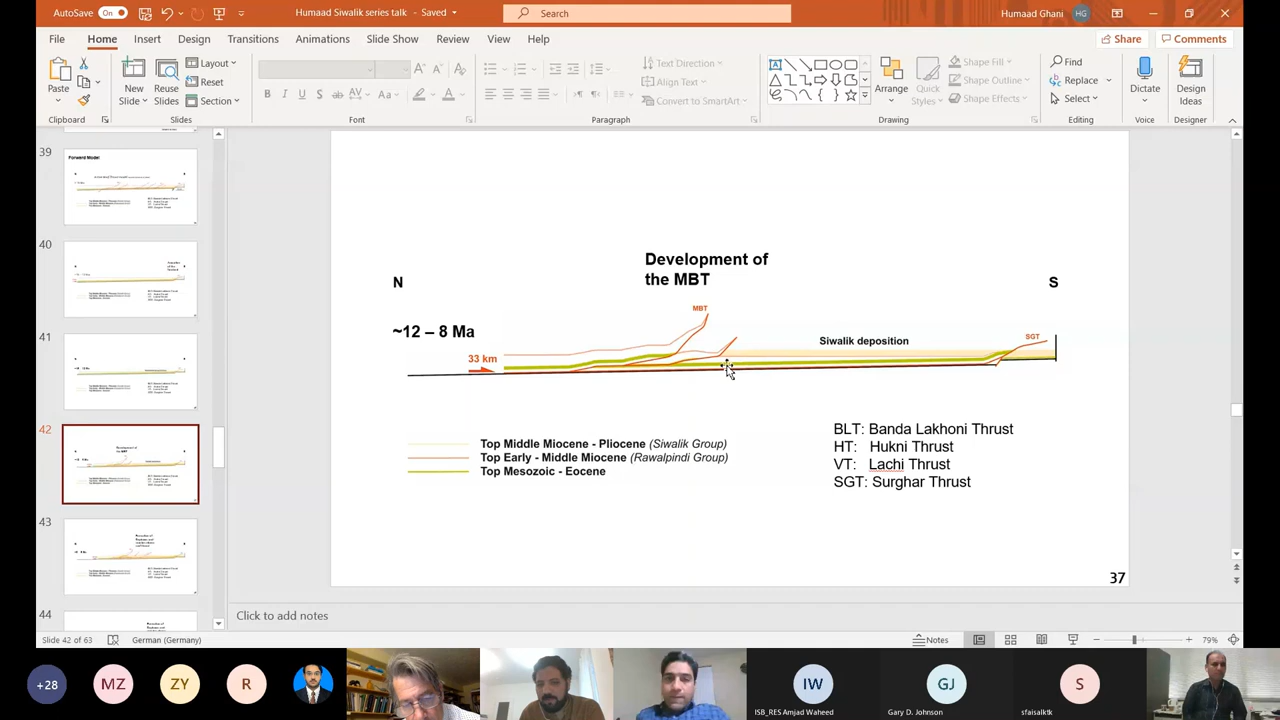 AutoSave
On
Humaad Siwalik series talk - Saved
Search
Humaad Ghani
HG
File
Home
Insert
Design
Transitions
Animations
Slide Show
Review
View
Help
Share
Comments
Paste
Clipboard
New
Slide
Reuse
Slides
Layout
Reset
Section
Slides
Font
Text Direction
Align Text
Convert to SmartArt
Paragraph
Arrange
Quick
Styles
Shape Fill
Shape Outline
Shape Effects
Drawing
Find
Replace
Select
Editing
Dictate
Voice
Design
Ideas
Designer
39
Forward Model
40
41
42
43
44
Development of
the MBT
N
S
~12 – 8 Ma
MBT
33 km
Siwalik deposition
SGT
Top Middle Miocene - Pliocene (Siwalik Group)
Top Early - Middle Miocene (Rawalpindi Group)
Top Mesozoic - Eocene
BLT: Banda Lakhoni Thrust
HT: Hukni Thrust
VT: Lachi Thrust
SGT: Surghar Thrust
37
Click to add notes
Slide 42 of 63
German (Germany)
Notes
79%
+28
MZ
ZY
R
IW
ISB_RES Amjad Waheed
GJ
Gary D. Johnson
S
sfaisalktk